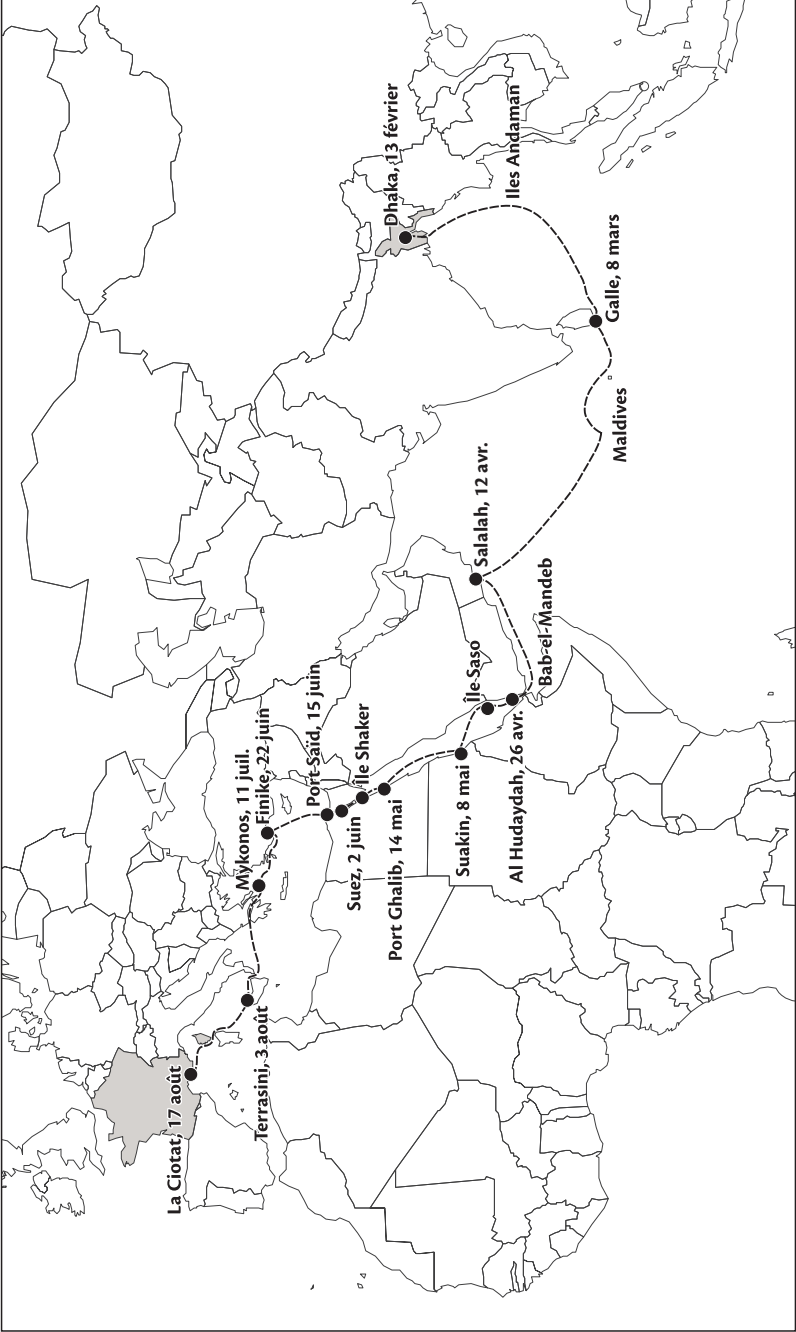 Dhaka, 13 février
Iles Andaman
Galle, 8 mars
Maldives
Salalah, 12 avr.
Bab-el-Mandeb
Île Saso
Al Hudaydah, 26 avr.
Suakin, 8 mai
Port Ghalib, 14 mai
Île Shaker
Suez, 2 juin
Port-Saïd, 15 juin
Finike, 22 juin
Mykonos, 11 juil.
Terrasini, 3 août
La Ciotat, 17 août